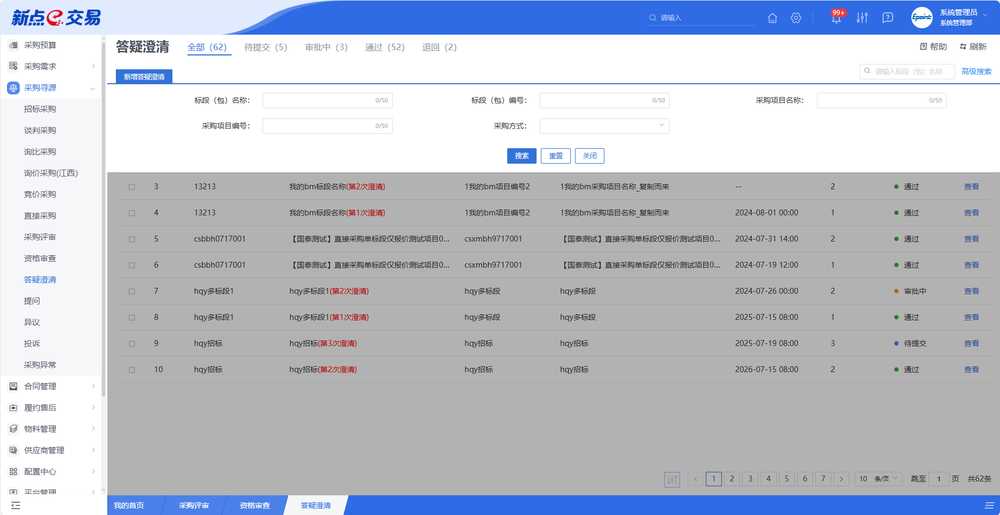 新点e交易
请输入
99+
Epoint
系统管理员
系统管理部
采购预算
采购需求
采购寻源
招标采购
谈判采购
询比采购
询价采购(江西)
竞价采购
直接采购
采购评审
资格审查
答疑澄清
提问
异议
投诉
采购异常
合同管理
履约售后
物料管理
供应商管理
配置中心
平台管理
答疑澄清 全部（62） 待提交（5） 审批中（3） 通过（52） 退回（2） 帮助 刷新
新增答疑澄清 请输入标段（包）名称 高级搜索
标段（包）名称： 0/50 标段（包）编号： 0/50 采购项目名称： 0/50
采购项目编号： 0/50 采购方式：
搜索 重置 关闭
3 13213 我的bm标段名称(第2次澄清) 1我的bm项目编号2 1我的bm采购项目名称_复制而来 -- 2 通过 查看
4 13213 我的bm标段名称(第1次澄清) 1我的bm项目编号2 1我的bm采购项目名称_复制而来 2024-08-01 00:00 1 通过 查看
5 csbbh0717001 【国泰测试】直接采购单标段仅报价测试项目0... csxmbh9717001 【国泰测试】直接采购单标段仅报价测试项目0... 2024-07-31 14:00 2 通过 查看
6 csbbh0717001 【国泰测试】直接采购单标段仅报价测试项目0... csxmbh9717001 【国泰测试】直接采购单标段仅报价测试项目0... 2024-07-19 12:00 1 通过 查看
7 hqy多标段1 hqy多标段1(第2次澄清) hqy多标段 hqy多标段 2024-07-26 00:00 2 审批中 查看
8 hqy多标段1 hqy多标段1(第1次澄清) hqy多标段 hqy多标段 2025-07-15 08:00 1 通过 查看
9 hqy招标 hqy招标(第3次澄清) hqy招标 hqy招标 2025-07-19 08:00 3 待提交 查看
10 hqy招标 hqy招标(第2次澄清) hqy招标 hqy招标 2026-07-15 08:00 2 通过 查看
1 2 3 4 5 6 7 10 条/页 跳至 1 页 共62条
我的首页 采购评审 资格审查 答疑澄清